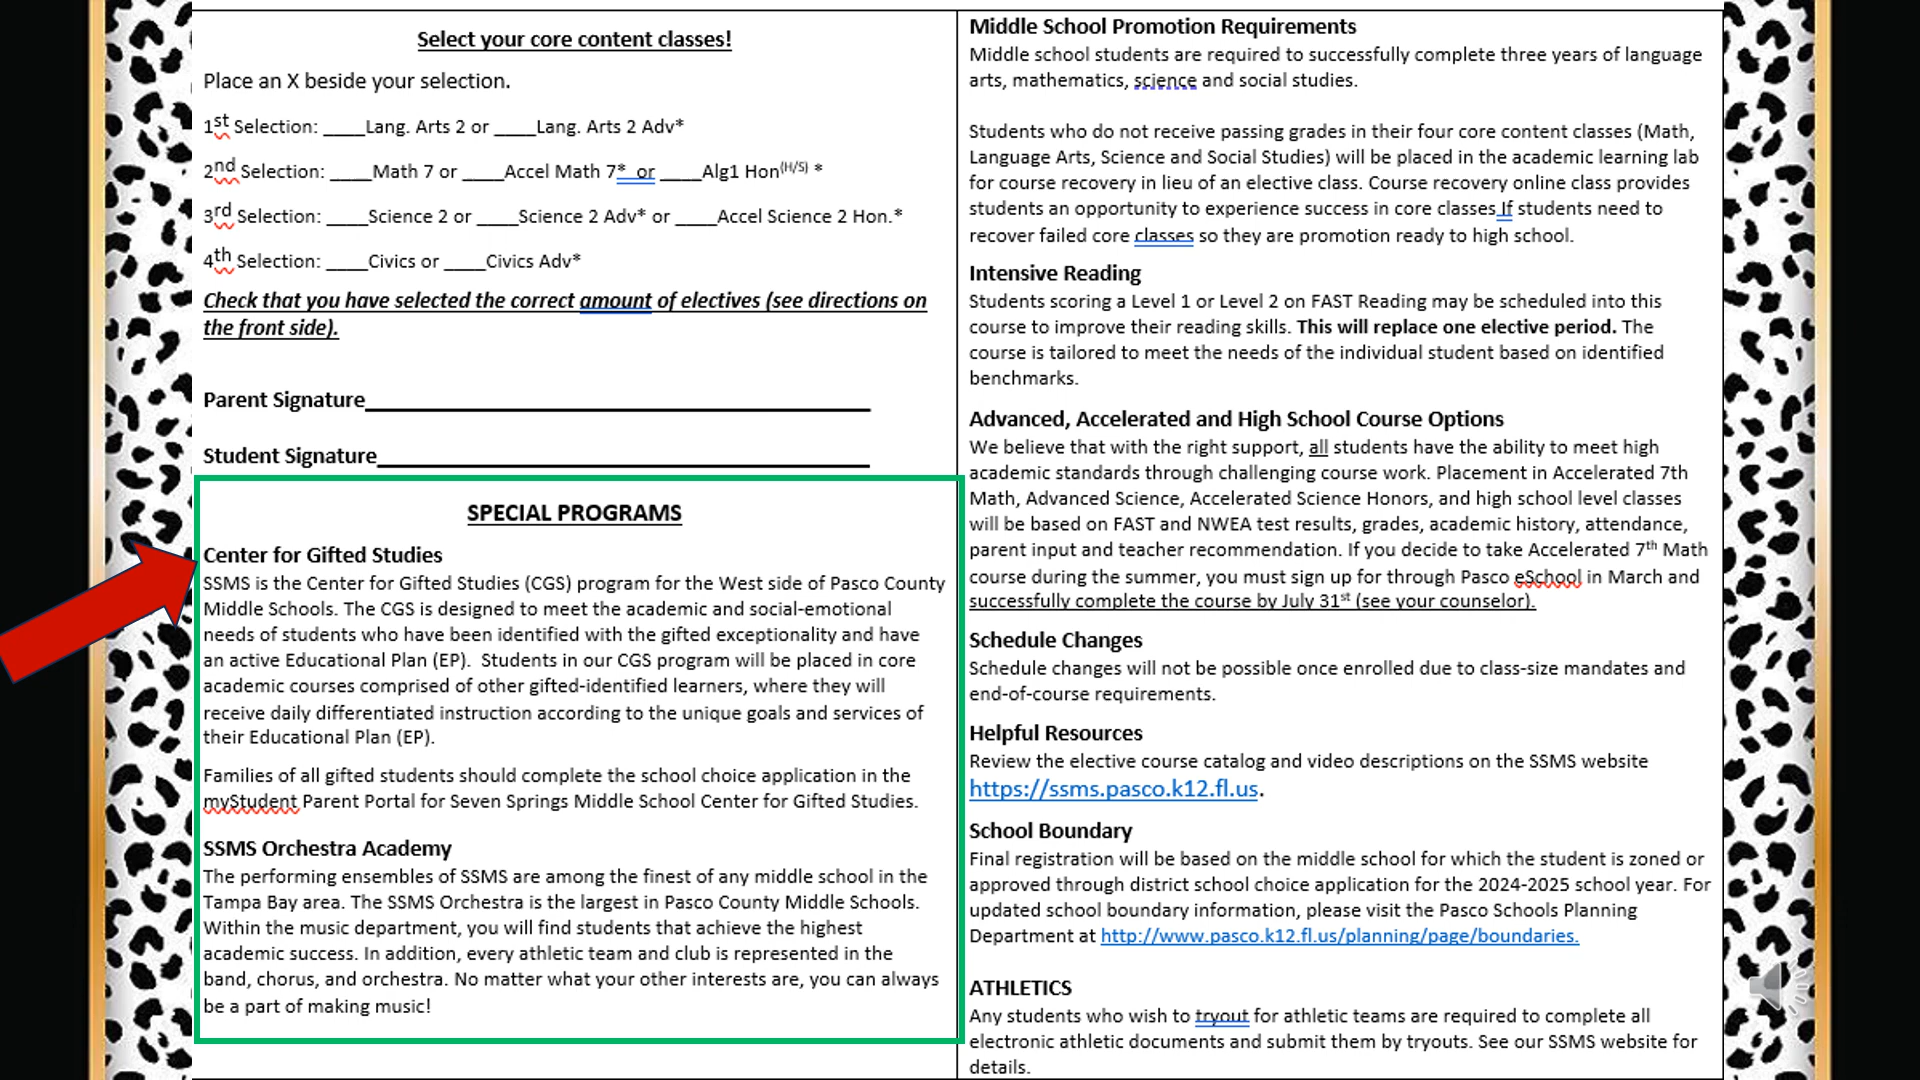 Select your core content classes!
Place an X beside your selection.
1st Selection: ____Lang. Arts 2 or ____Lang. Arts 2 Adv*
2nd Selection: ____Math 7 or ____Accel Math 7*  or ____Alg1 Hon(H/S) *
3rd Selection: ____Science 2 or ____Science 2 Adv* or ____Accel Science 2 Hon.*
4th Selection: ____Civics or ____Civics Adv*
Check that you have selected the correct amount of electives (see directions on
the front side).
Parent Signature______________________________________________
Student Signature_____________________________________________
SPECIAL PROGRAMS
Center for Gifted Studies
SSMS is the Center for Gifted Studies (CGS) program for the West side of Pasco County
Middle Schools. The CGS is designed to meet the academic and social-emotional
needs of students who have been identified with the gifted exceptionality and have
an active Educational Plan (EP).  Students in our CGS program will be placed in core
academic courses comprised of other gifted-identified learners, where they will
receive daily differentiated instruction according to the unique goals and services of
their Educational Plan (EP).
Families of all gifted students should complete the school choice application in the
myStudent Parent Portal for Seven Springs Middle School Center for Gifted Studies.
SSMS Orchestra Academy
The performing ensembles of SSMS are among the finest of any middle school in the
Tampa Bay area. The SSMS Orchestra is the largest in Pasco County Middle Schools.
Within the music department, you will find students that achieve the highest
academic success. In addition, every athletic team and club is represented in the
band, chorus, and orchestra. No matter what your other interests are, you can always
be a part of making music!
Middle School Promotion Requirements
Middle school students are required to successfully complete three years of language
arts, mathematics, science and social studies.
Students who do not receive passing grades in their four core content classes (Math,
Language Arts, Science and Social Studies) will be placed in the academic learning lab
for course recovery in lieu of an elective class. Course recovery online class provides
students an opportunity to experience success in core classes If students need to
recover failed core classes so they are promotion ready to high school.
Intensive Reading
Students scoring a Level 1 or Level 2 on FAST Reading may be scheduled into this
course to improve their reading skills. This will replace one elective period. The
course is tailored to meet the needs of the individual student based on identified
benchmarks.
Advanced, Accelerated and High School Course Options
We believe that with the right support, all students have the ability to meet high
academic standards through challenging course work. Placement in Accelerated 7th
Math, Advanced Science, Accelerated Science Honors, and high school level classes
will be based on FAST and NWEA test results, grades, academic history, attendance,
parent input and teacher recommendation. If you decide to take Accelerated 7th Math
course during the summer, you must sign up for through Pasco eSchool in March and
successfully complete the course by July 31st (see your counselor).
Schedule Changes
Schedule changes will not be possible once enrolled due to class-size mandates and
end-of-course requirements.
Helpful Resources
Review the elective course catalog and video descriptions on the SSMS website
https://ssms.pasco.k12.fl.us.
School Boundary
Final registration will be based on the middle school for which the student is zoned or
approved through district school choice application for the 2024-2025 school year. For
updated school boundary information, please visit the Pasco Schools Planning
Department at http://www.pasco.k12.fl.us/planning/page/boundaries.
ATHLETICS
Any students who wish to tryout for athletic teams are required to complete all
electronic athletic documents and submit them by tryouts. See our SSMS website for
details.